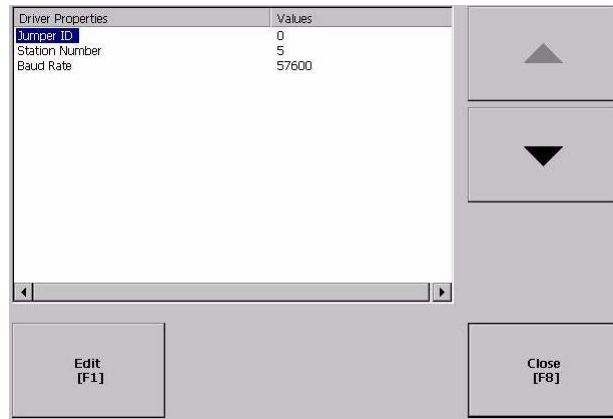 Driver Properties Values
Jumper ID 0
Station Number 5
Baud Rate 57600
Edit
[F1]
Close
[F8]